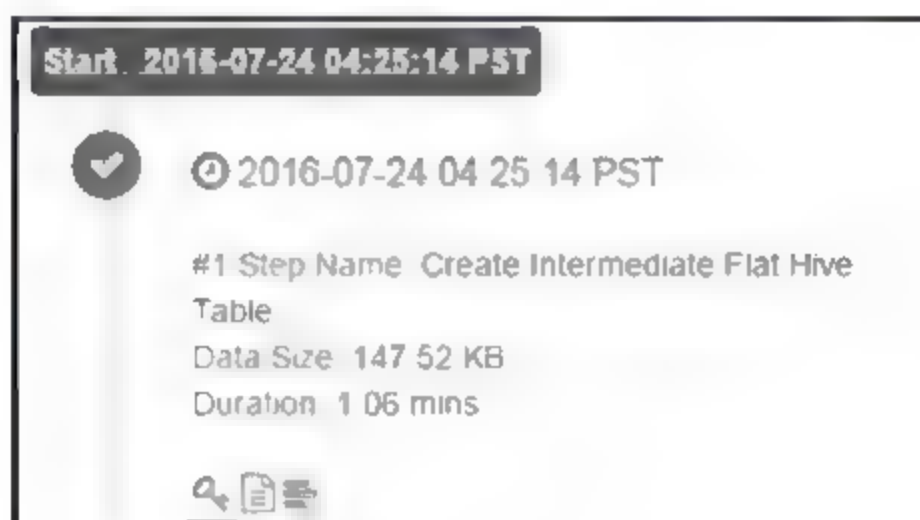 Start 2016-07-24 04:25:14 PST
2016-07-24 04 25 14 PST
#1 Step Name Create Intermediate Flat Hive
Table
Data Size 147 52 KB
Duration 1 06 mins